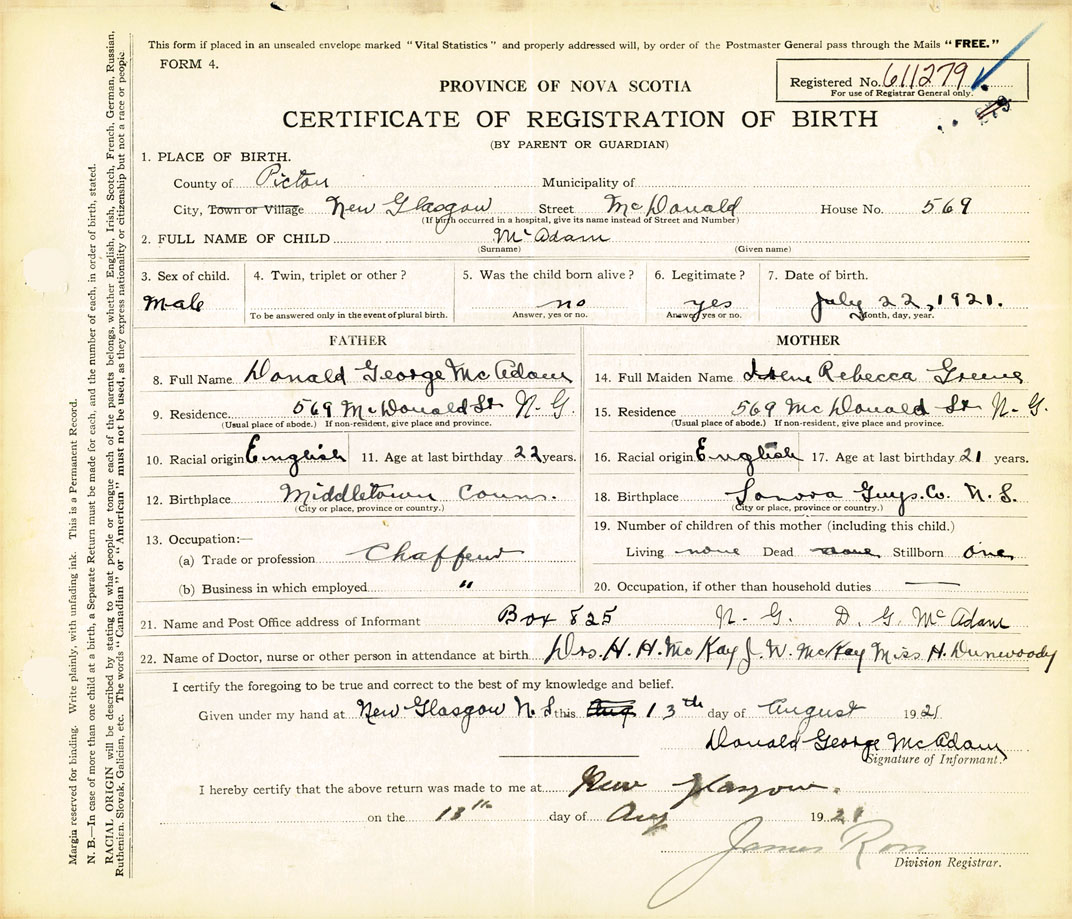 This form if placed in an unsealed envelope marked "Vital Statistics" and properly addressed will, by order of the Postmaster General pass through the Mails "FREE."
FORM 4.
Registered No. 611279
For use of Registrar General only.
PROVINCE OF NOVA SCOTIA
CERTIFICATE OF REGISTRATION OF BIRTH
(BY PARENT OR GUARDIAN)
1. PLACE OF BIRTH.
County of Pictou Municipality of
City, Town or Village New Glasgow Street McDonald House No. 569
(If birth occurred in a hospital, give its name instead of Street and Number)
2. FULL NAME OF CHILD McAdam
(Surname) (Given name)
3. Sex of child. 4. Twin, triplet or other? 5. Was the child born alive? 6. Legitimate? 7. Date of birth.
Male no yes July 22, 1921.
To be answered only in the event of plural birth. Answer, yes or no. Answer, yes or no. Month, day, year.
FATHER MOTHER
8. Full Name Donald George McAdam 14. Full Maiden Name Irene Rebecca Greene
9. Residence 569 McDonald St. N-G 15. Residence 569 McDonald St N-G.
(Usual place of abode.) If non-resident, give place and province. (Usual place of abode.) If non-resident, give place and province.
10. Racial origin English 11. Age at last birthday 22 years. 16. Racial origin English 17. Age at last birthday 21 years.
12. Birthplace Middletown Conn. 18. Birthplace Sonora Guys. Co. N.S.
(City or place, province or country.) (City or place, province or country.)
13. Occupation:— 19. Number of children of this mother (including this child.)
(a) Trade or profession Chaffeur Living none Dead none Stillborn one
(b) Business in which employed " 20. Occupation, if other than household duties —
21. Name and Post Office address of Informant Box 825 N. G. D. G. McAdam
22. Name of Doctor, nurse or other person in attendance at birth Drs. H. H. McKay J. W. McKay Miss H. Dunwoody
I certify the foregoing to be true and correct to the best of my knowledge and belief.
Given under my hand at New Glasgow N.S this Aug 13th day of August 1921
Donald George McAdam
Signature of Informant.
I hereby certify that the above return was made to me at New Glasgow.
on the 13th day of Aug 1921
James Ross
Division Registrar.
Margin reserved for binding. Write plainly, with unfading ink. This is a Permanent Record.
N. B.—In case of more than one child at a birth, a Separate Return must be made for each, and the number of each, in order of birth, stated.
RACIAL ORIGIN will be described by stating to what people or tongue each of the parents belongs, whether English, Irish, Scotch, French, German, Russian,
Ruthenian, Slovak, Galician, etc. The words "Canadian" or "American" must not be used, as they express nationality or citizenship but not a race or people